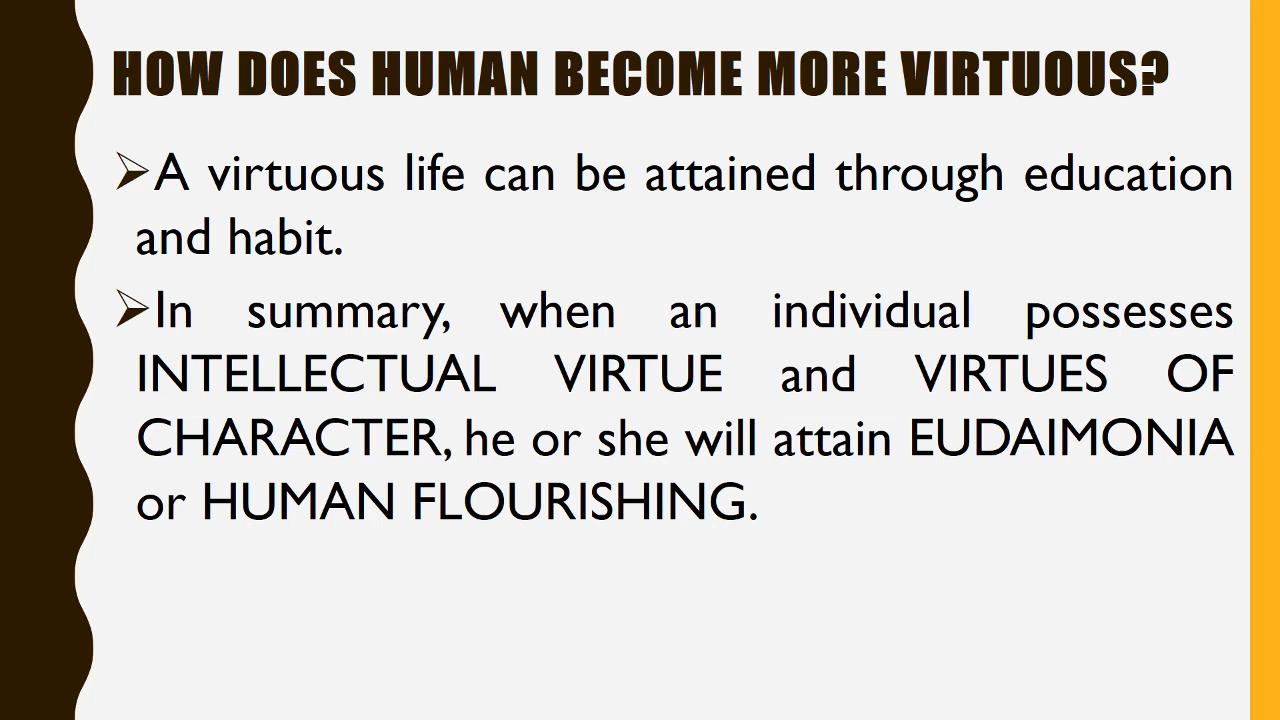 HOW DOES HUMAN BECOME MORE VIRTUOUS?
➢A virtuous life can be attained through education
and habit.
➢In summary, when an individual possesses
INTELLECTUAL VIRTUE and VIRTUES OF
CHARACTER, he or she will attain EUDAIMONIA
or HUMAN FLOURISHING.